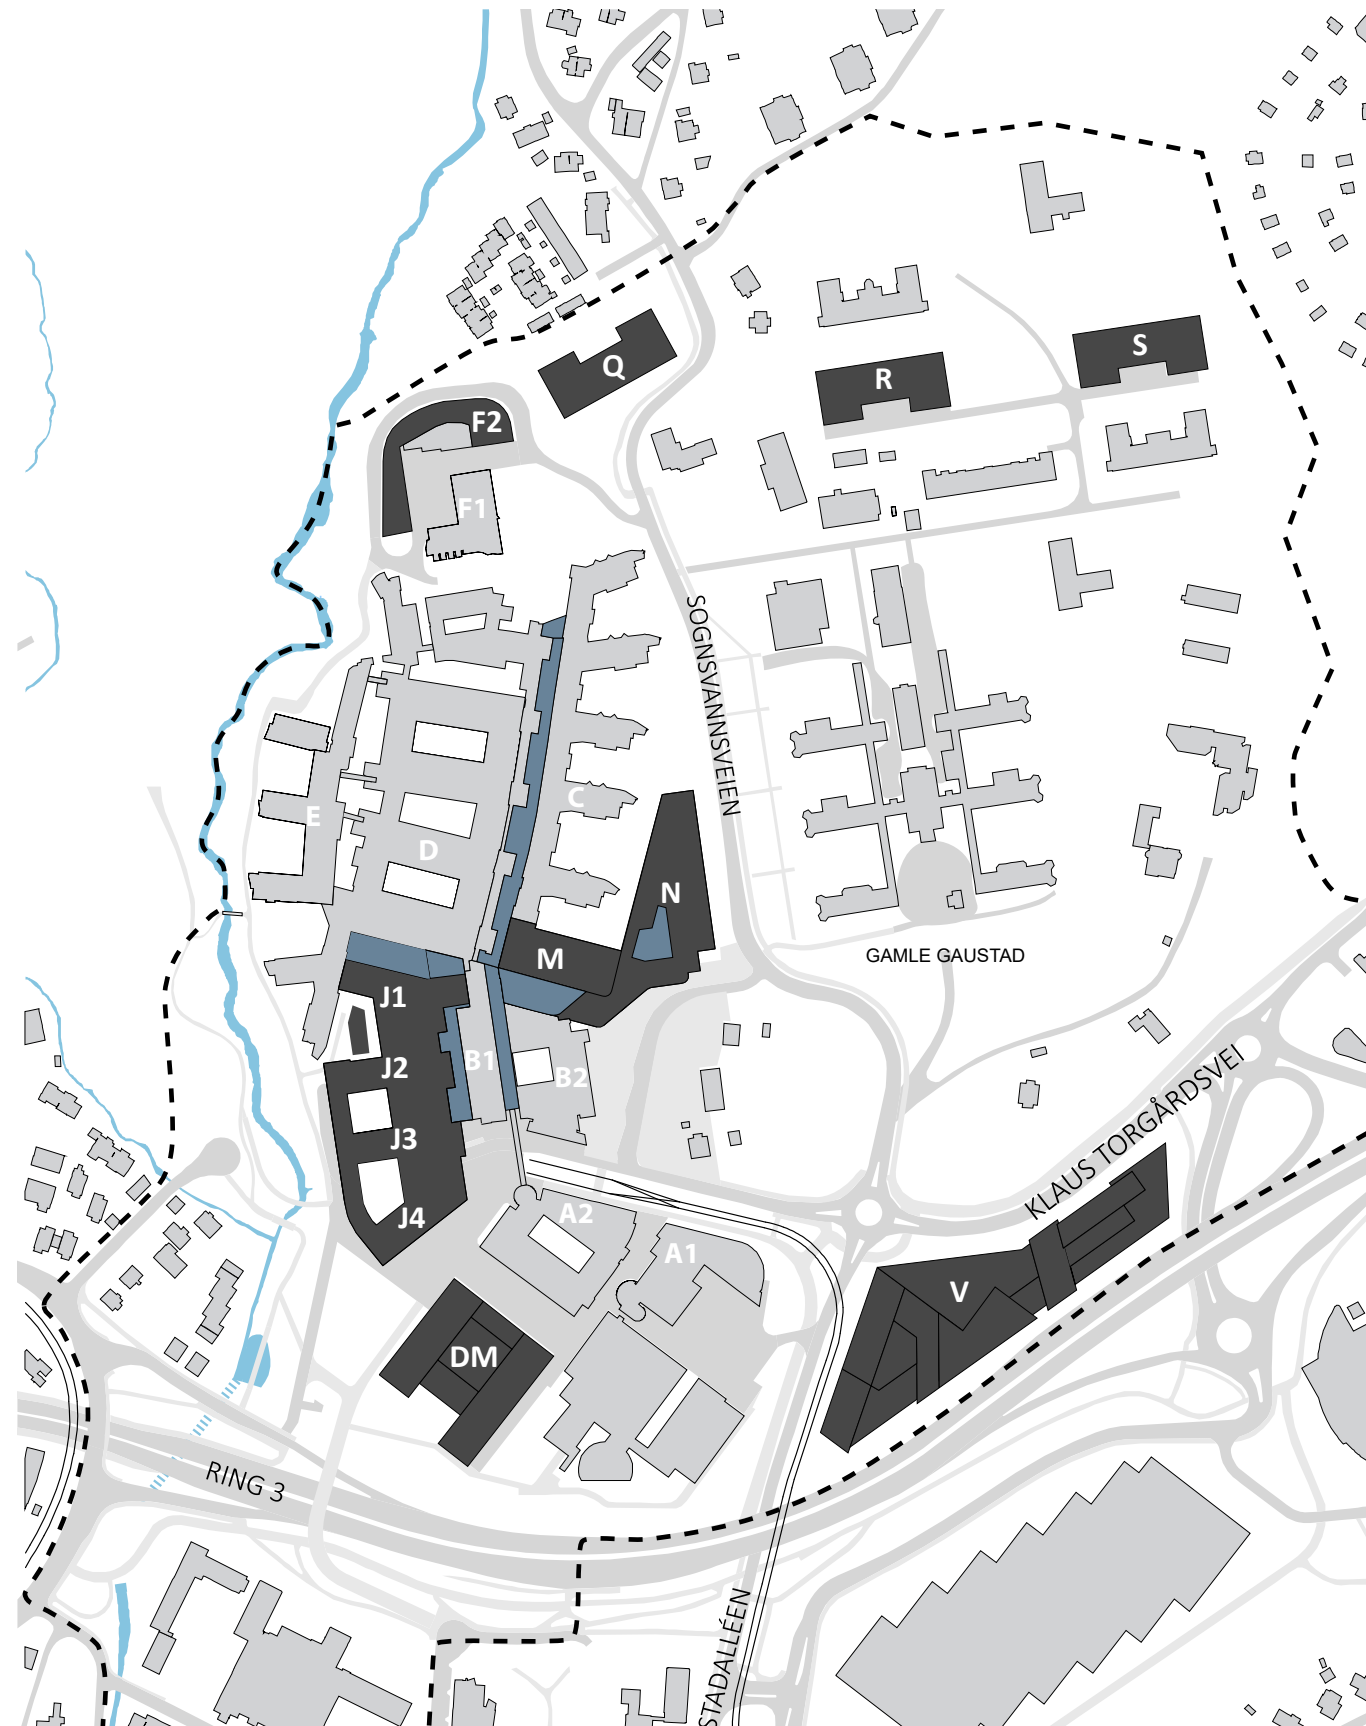 Q
R
S
F2
F1
SOGNSVANNSVEIEN
C
E
D
N
M
GAMLE GAUSTAD
J1
J2
B1
B2
J3
J4
KLAUS TORGÅRDSVEI
A2
A1
V
DM
RING 3
STADALLÉEN